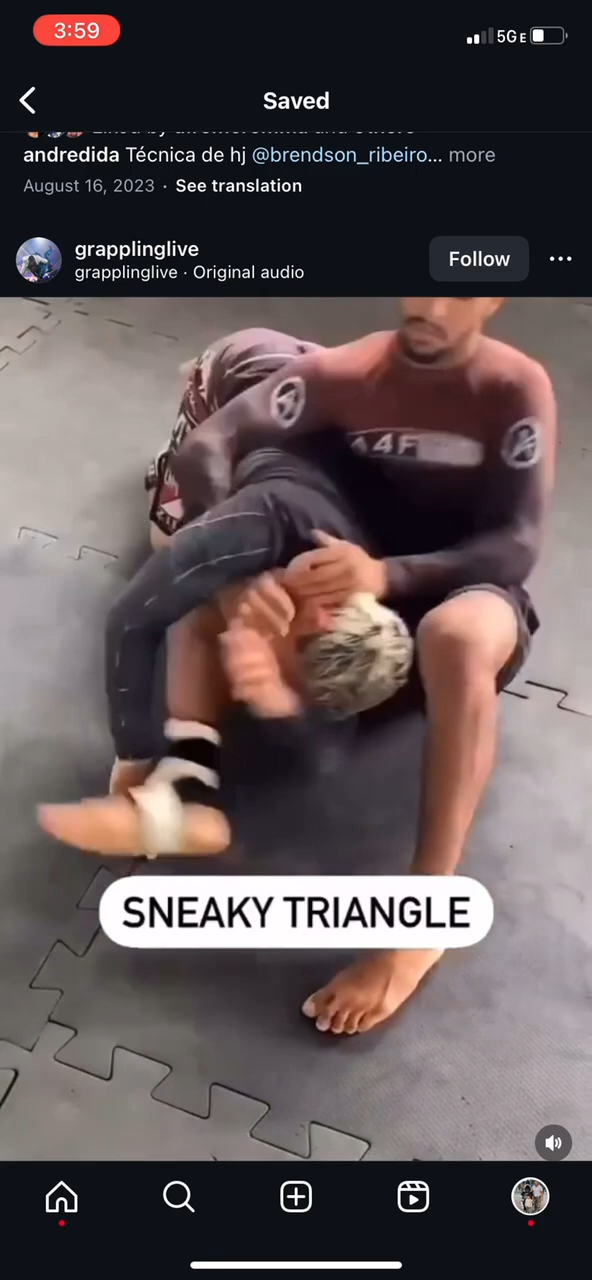 3:59
5GE
Saved
andredida Técnica de hj @brendson_ribeiro... more
August 16, 2023 · See translation
grapplinglive
Follow
grapplinglive · Original audio
A4F
SNEAKY TRIANGLE